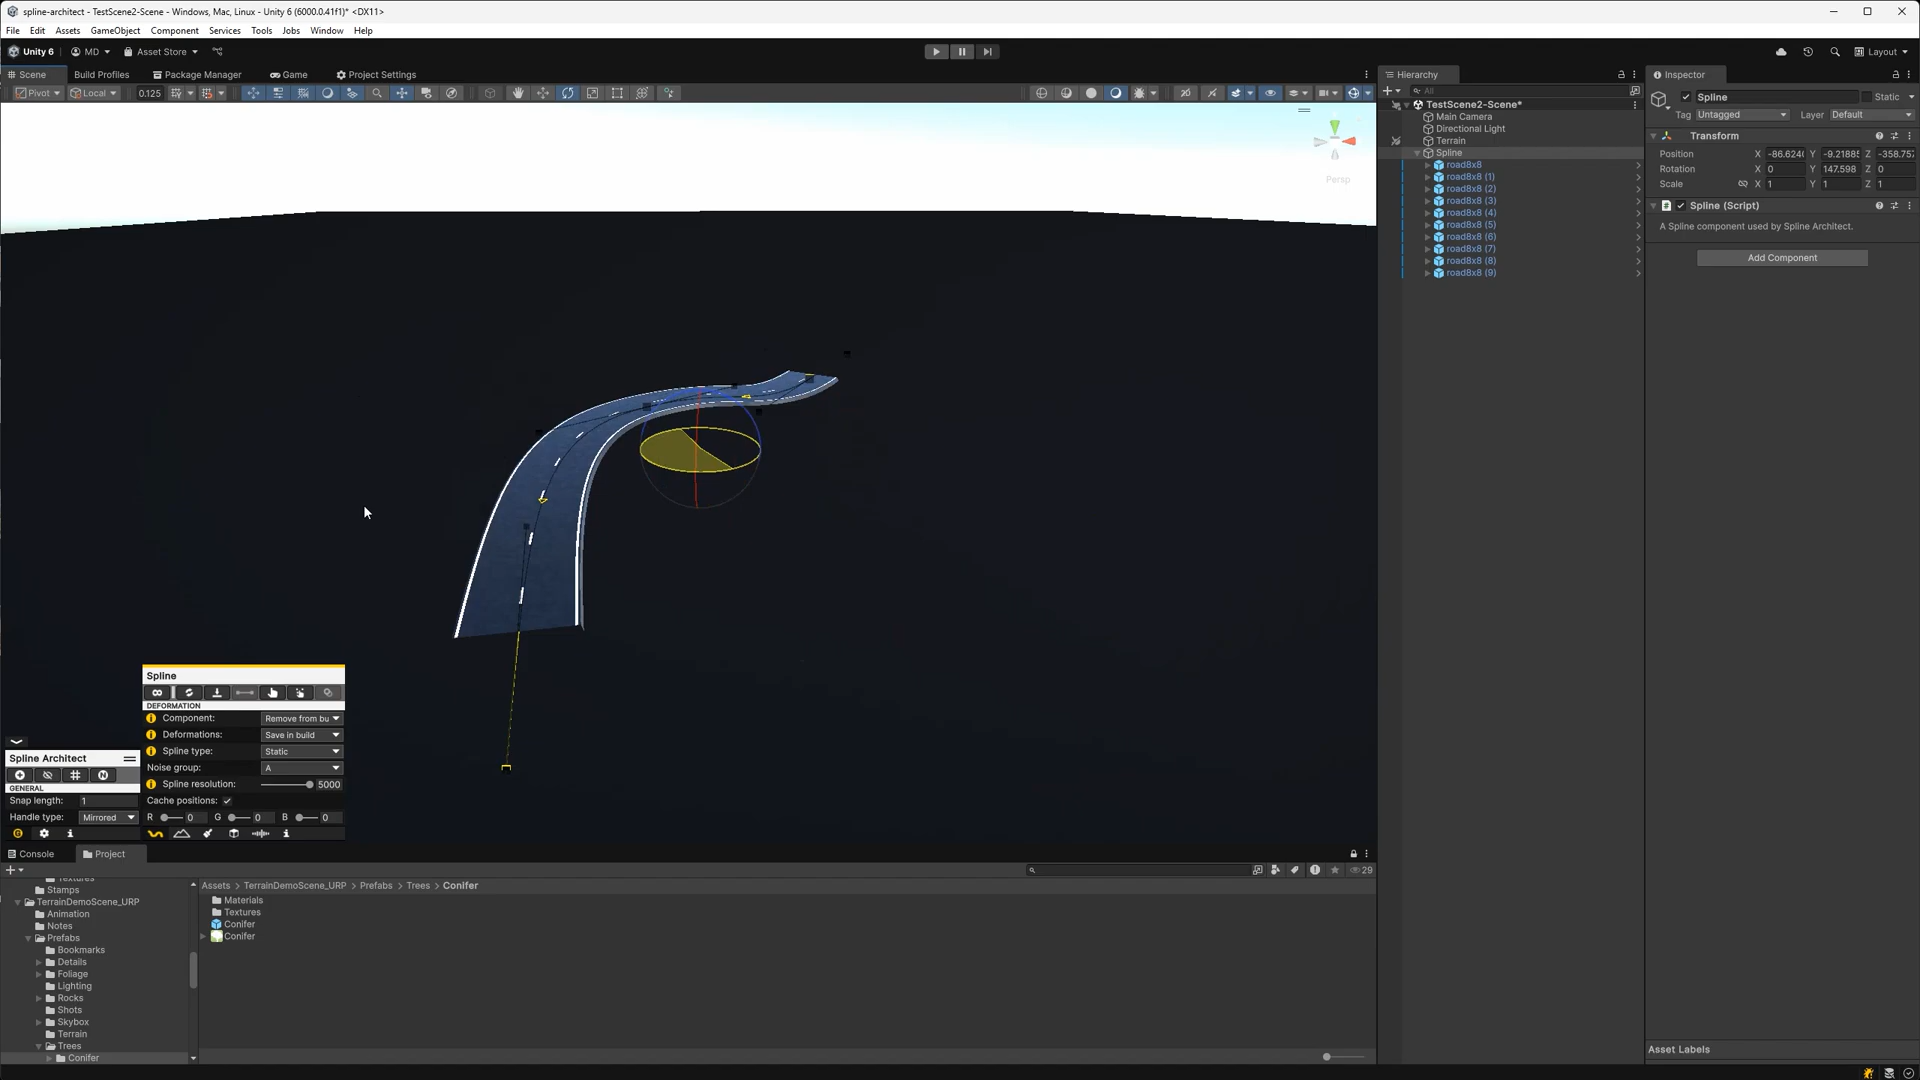 spline-architect - TestScene2-Scene - Windows, Mac, Linux - Unity 6 (6000.0.41f1)* <DX11>
File Edit Assets GameObject Component Services Tools Jobs Window Help
Unity 6 MD Asset Store Layout
Scene Build Profiles Package Manager Game Project Settings
Pivot Local 0.125 2D
Persp
Spline
DEFORMATION
Component: Remove from bu
Deformations: Save in build
Spline type: Static
Noise group: A
Spline resolution: 5000
Cache positions:
R 0 G 0 B 0
Spline Architect
GENERAL
Snap length: 1
Handle type: Mirrored
Console Project
29
Textures
Stamps
TerrainDemoScene_URP
Animation
Notes
Prefabs
Bookmarks
Details
Foliage
Lighting
Rocks
Shots
Skybox
Terrain
Trees
Conifer
Assets > TerrainDemoScene_URP > Prefabs > Trees > Conifer
Materials
Textures
Conifer
Conifer
Hierarchy
All
TestScene2-Scene*
Main Camera
Directional Light
Terrain
Spline
road8x8
road8x8 (1)
road8x8 (2)
road8x8 (3)
road8x8 (4)
road8x8 (5)
road8x8 (6)
road8x8 (7)
road8x8 (8)
road8x8 (9)
Inspector
Spline Static
Tag Untagged Layer Default
Transform
Position X -86.624 Y -9.2188 Z -358.75
Rotation X 0 Y 147.598 Z 0
Scale X 1 Y 1 Z 1
Spline (Script)
A Spline component used by Spline Architect.
Add Component
Asset Labels